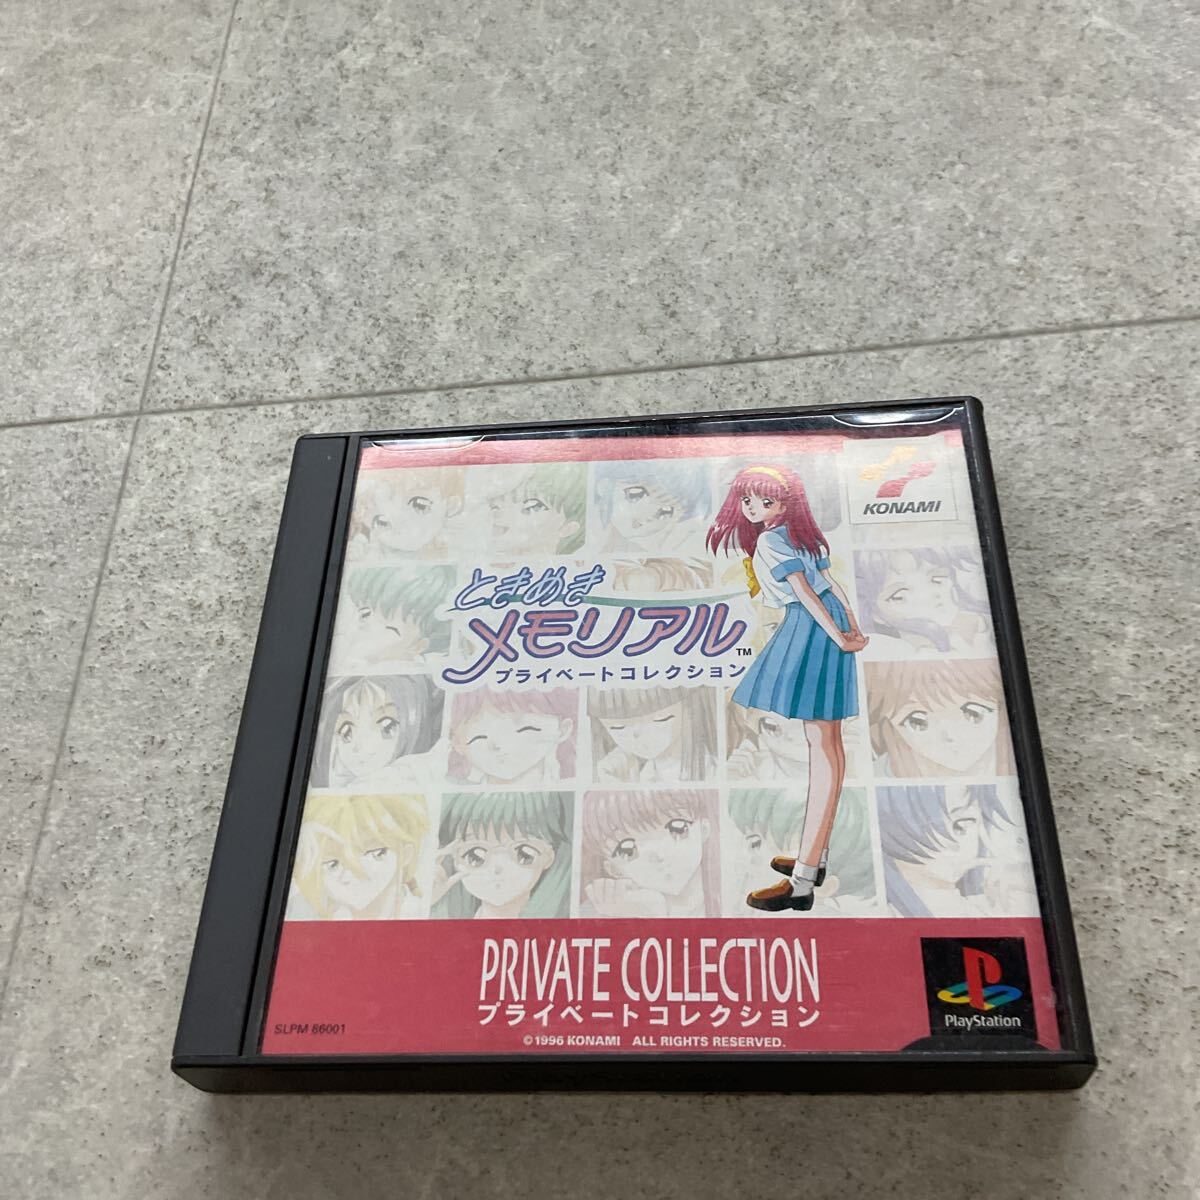 KONAMI
ときめき
メモリアル™
プライベートコレクション
PRIVATE COLLECTION
プライベートコレクション
SLPM 86001
©1996 KONAMI ALL RIGHTS RESERVED.
PlayStation